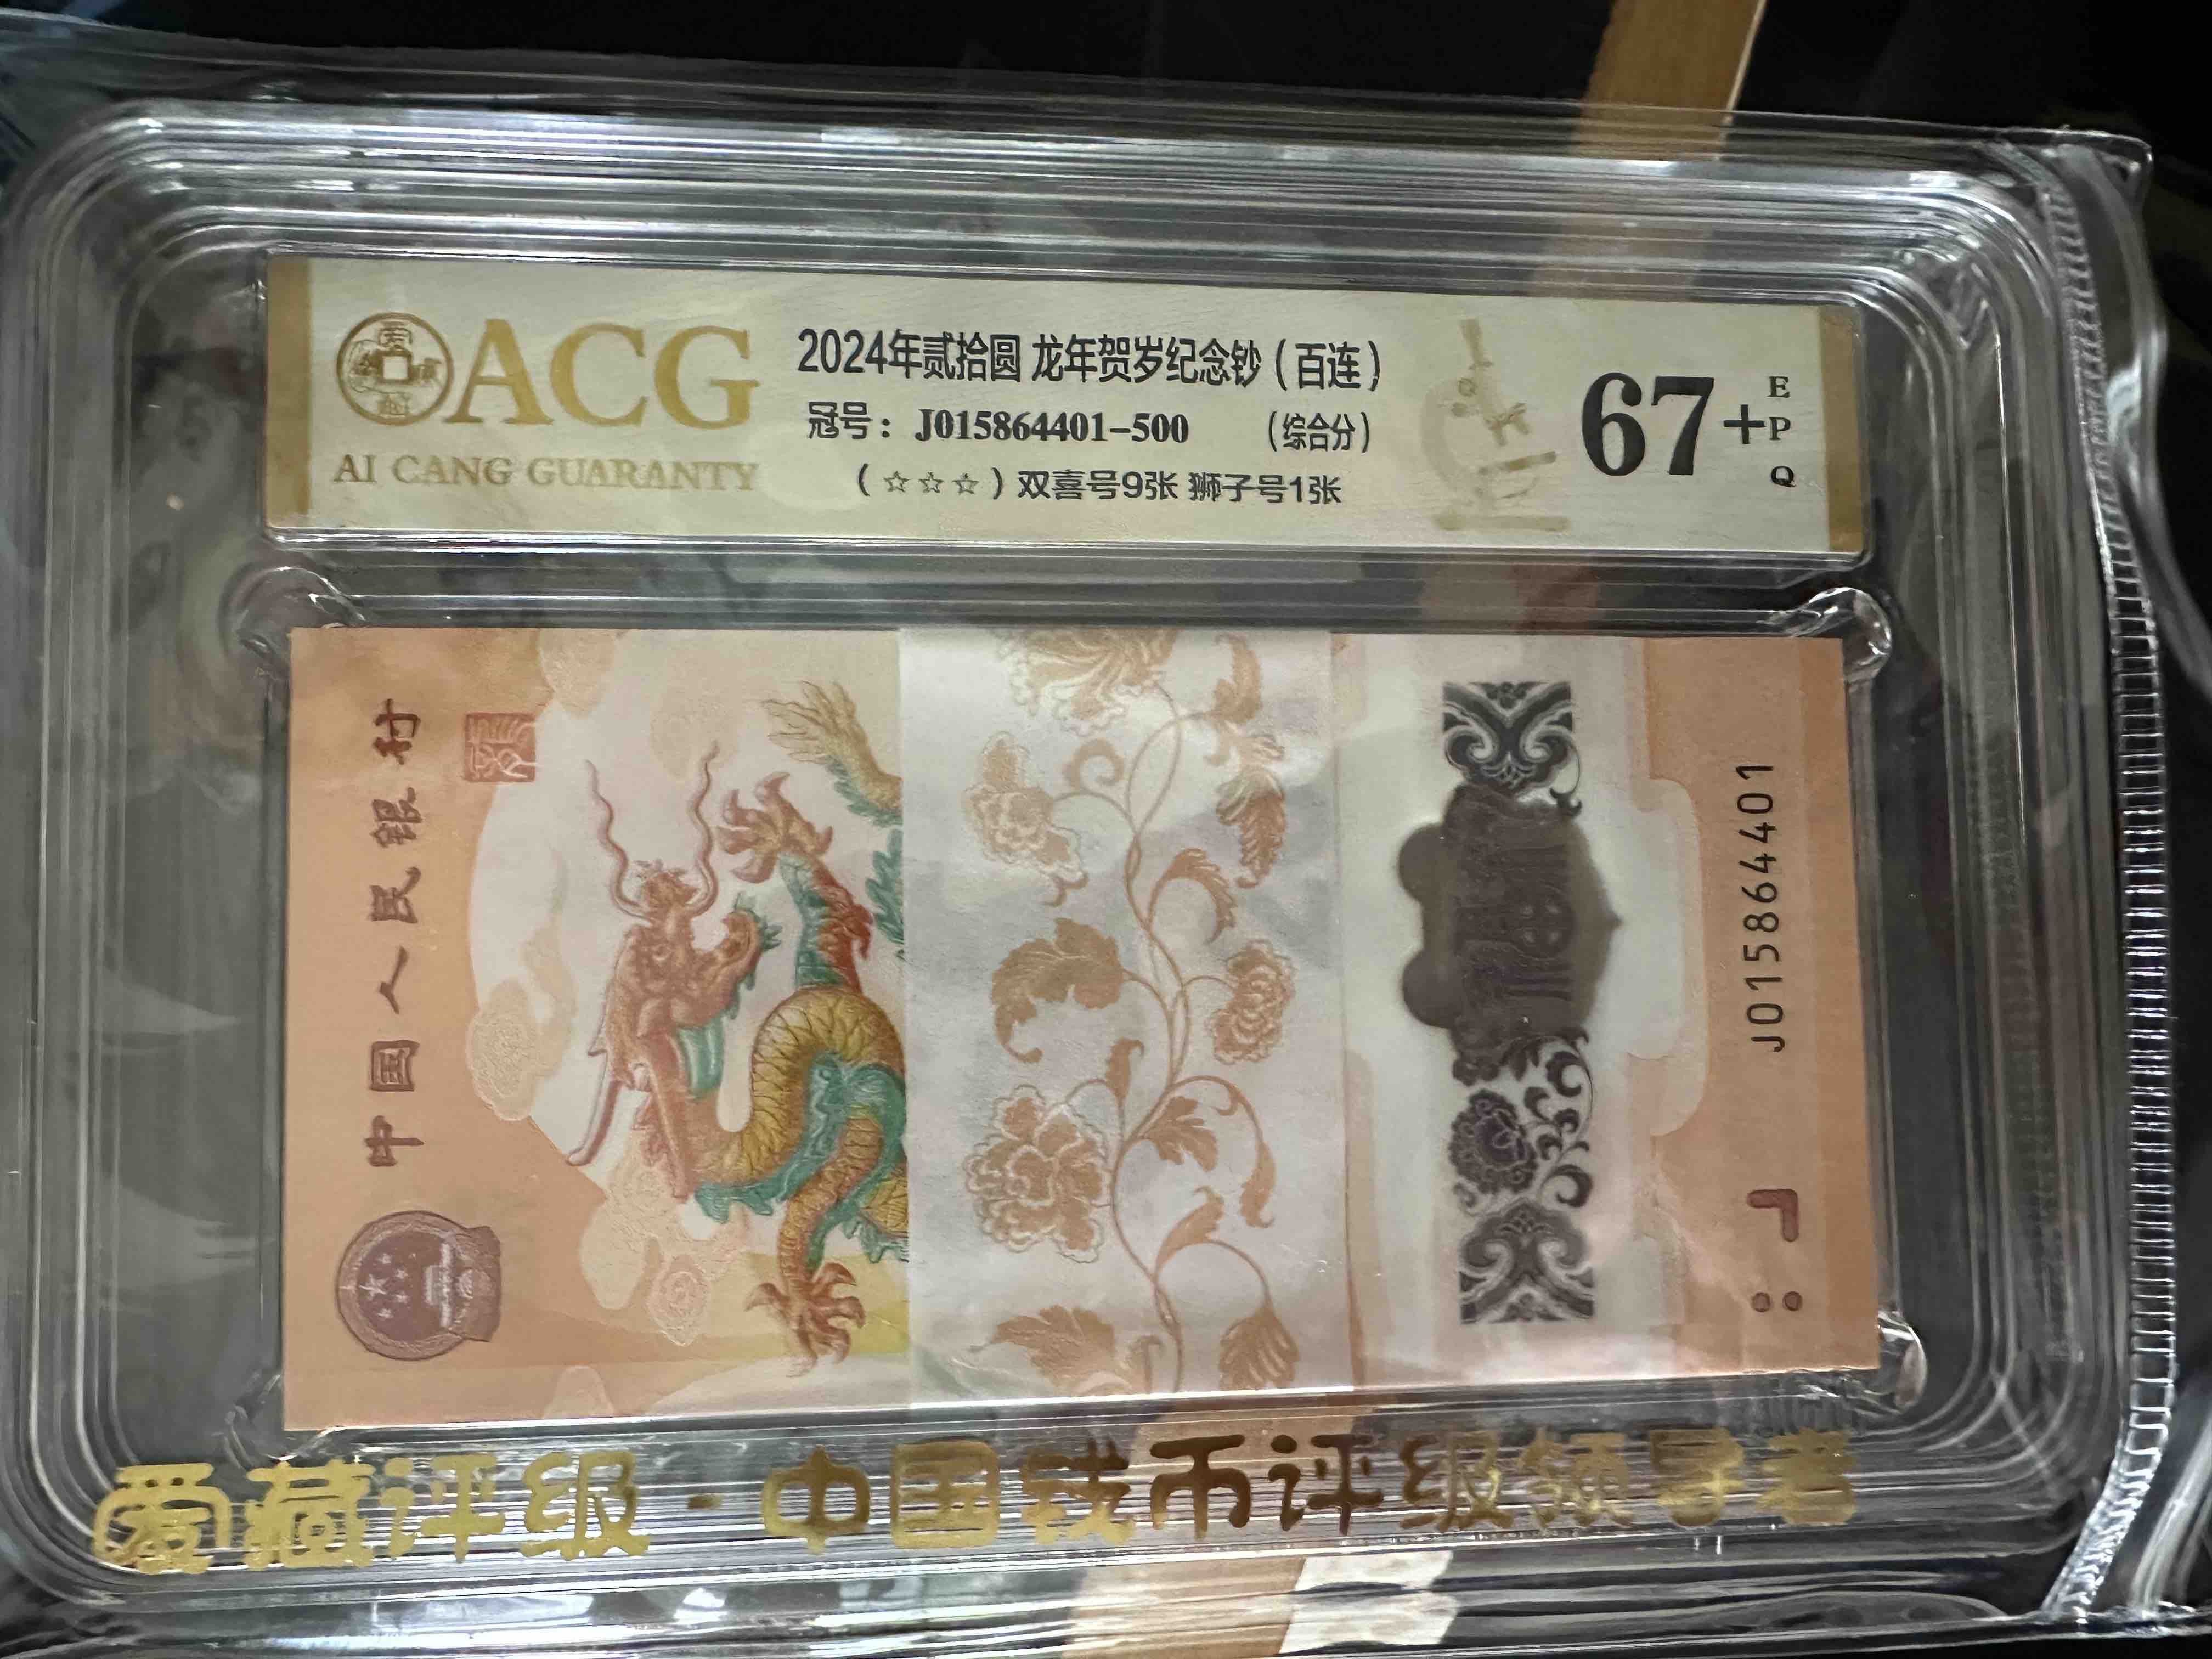 ACG
AI CANG GUARANTY
2024年贰拾圆 龙年贺岁纪念钞（百连）
冠号：J015864401-500 （综合分）
（☆☆☆）双喜号9张 狮子号1张
67+
EPQ
中国人民银行
J015864401
爱藏评级·中国钱币评级领导者